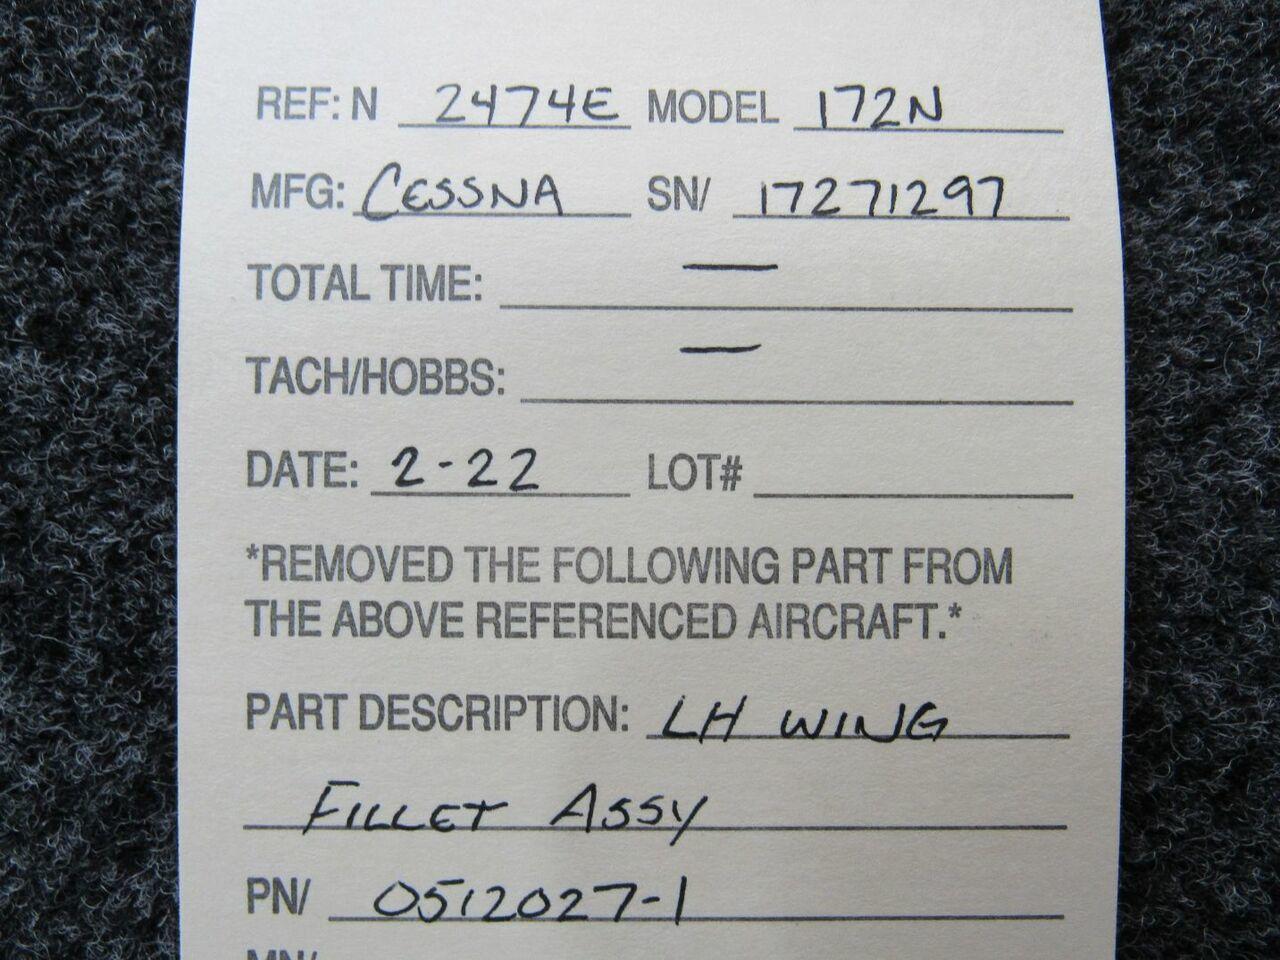 REF: N 2474E MODEL 172N
MFG: CESSNA SN/ 17271297
TOTAL TIME: —
TACH/HOBBS: —
DATE: 2-22 LOT#
*REMOVED THE FOLLOWING PART FROM
THE ABOVE REFERENCED AIRCRAFT.*
PART DESCRIPTION: LH WING
FILLET ASSY
PN/ 0512027-1